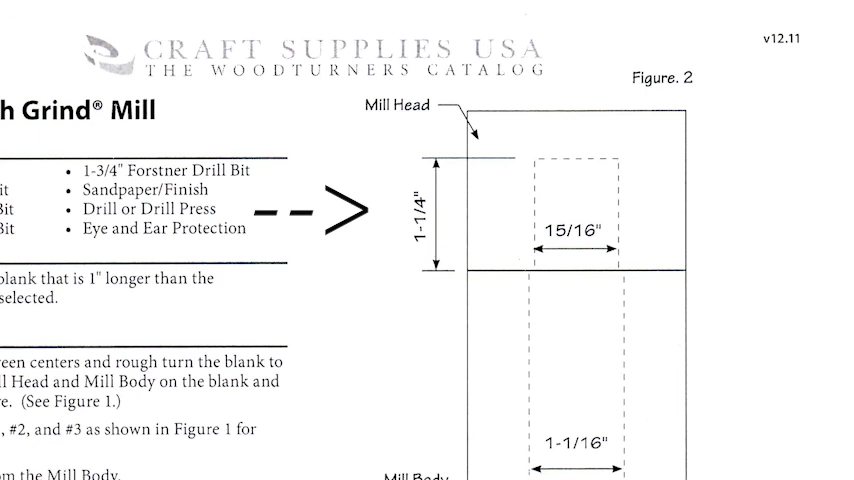 CRAFT SUPPLIES USA
THE WOODTURNERS CATALOG
v12.11
Figure. 2
h Grind® Mill
Mill Head
• 1-3/4" Forstner Drill Bit
it • Sandpaper/Finish
Bit • Drill or Drill Press
Bit • Eye and Ear Protection
1-1/4"
15/16"
blank that is 1" longer than the
selected.
een centers and rough turn the blank to
ll Head and Mill Body on the blank and
e. (See Figure 1.)
, #2, and #3 as shown in Figure 1 for
1-1/16"
om the Mill Body.
Mill Body